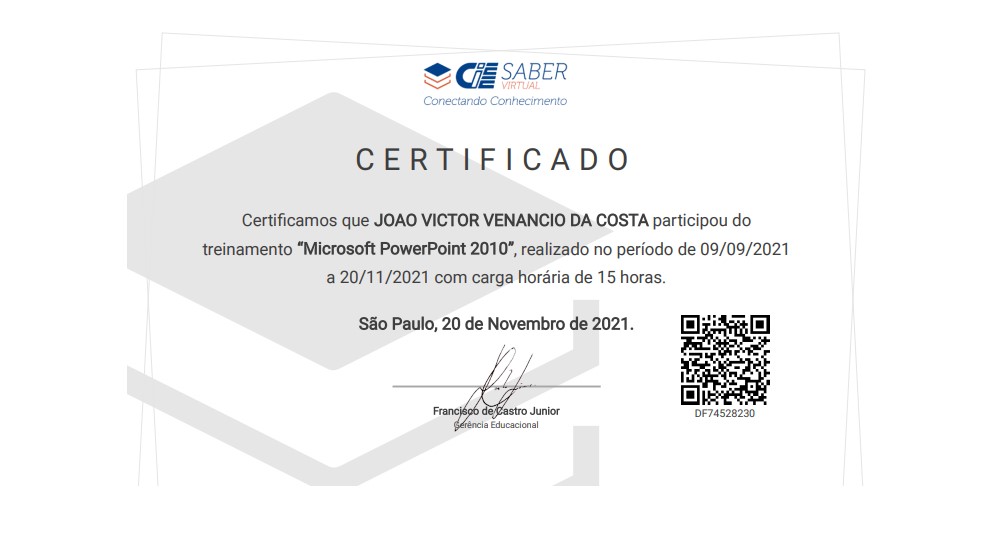 CIEE SABER
VIRTUAL
Conectando Conhecimento
CERTIFICADO
Certificamos que JOAO VICTOR VENANCIO DA COSTA participou do
treinamento “Microsoft PowerPoint 2010”, realizado no período de 09/09/2021
a 20/11/2021 com carga horária de 15 horas.
São Paulo, 20 de Novembro de 2021.
Francisco de Castro Junior
Gerência Educacional
DF74528230